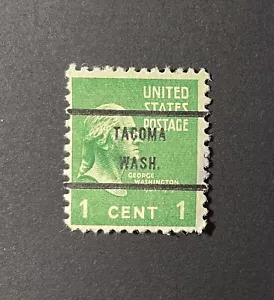 UNITED
STATES
POSTAGE
TACOMA
WASH.
GEORGE
WASHINGTON
1 CENT 1